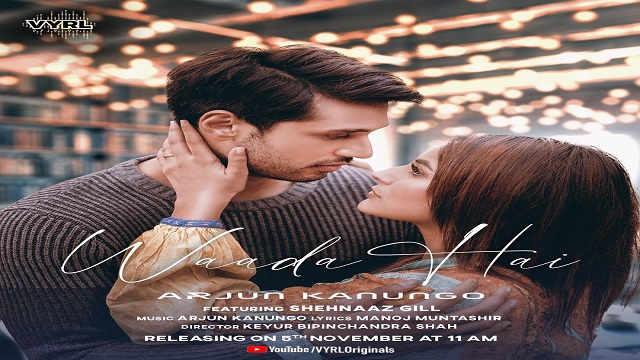 VYRL
Waada Hai
ARJUN KANUNGO
FEATURING SHEHNAAZ GILL
MUSIC ARJUN KANUNGO LYRICS MANOJ MUNTASHIR
DIRECTOR KEYUR BIPINCHANDRA SHAH
RELEASING ON 5TH NOVEMBER AT 11 AM
YouTube/VYRLOriginals